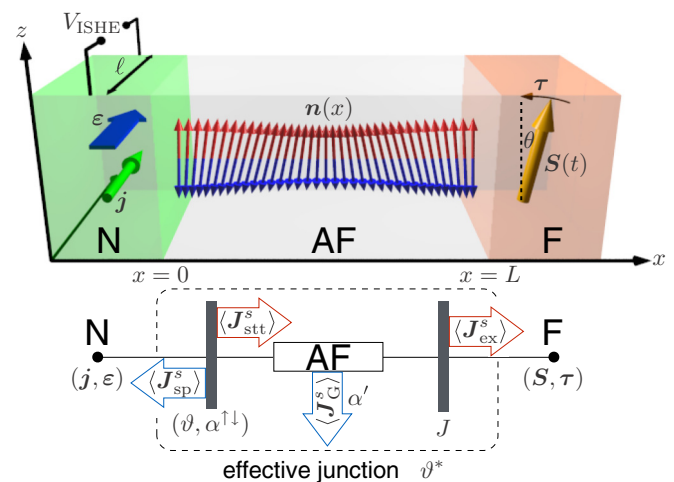 V_ISHE
z
ℓ
n(x)
τ
ε
θ
S(t)
j
N AF F
x = 0 x = L x
N ⟨J^s_stt⟩ AF ⟨J^s_ex⟩ F
(j, ε) ⟨J^s_sp⟩ ⟨J^s_G⟩ α′ (S, τ)
(ϑ, α^↑↓) J
effective junction ϑ*